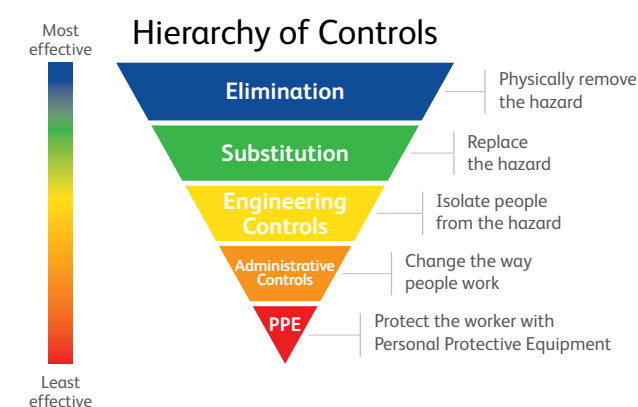 Most
effective
Hierarchy of Controls
Elimination
Physically remove
the hazard
Substitution
Replace
the hazard
Engineering
Controls
Isolate people
from the hazard
Administrative
Controls
Change the way
people work
PPE
Protect the worker with
Personal Protective Equipment
Least
effective